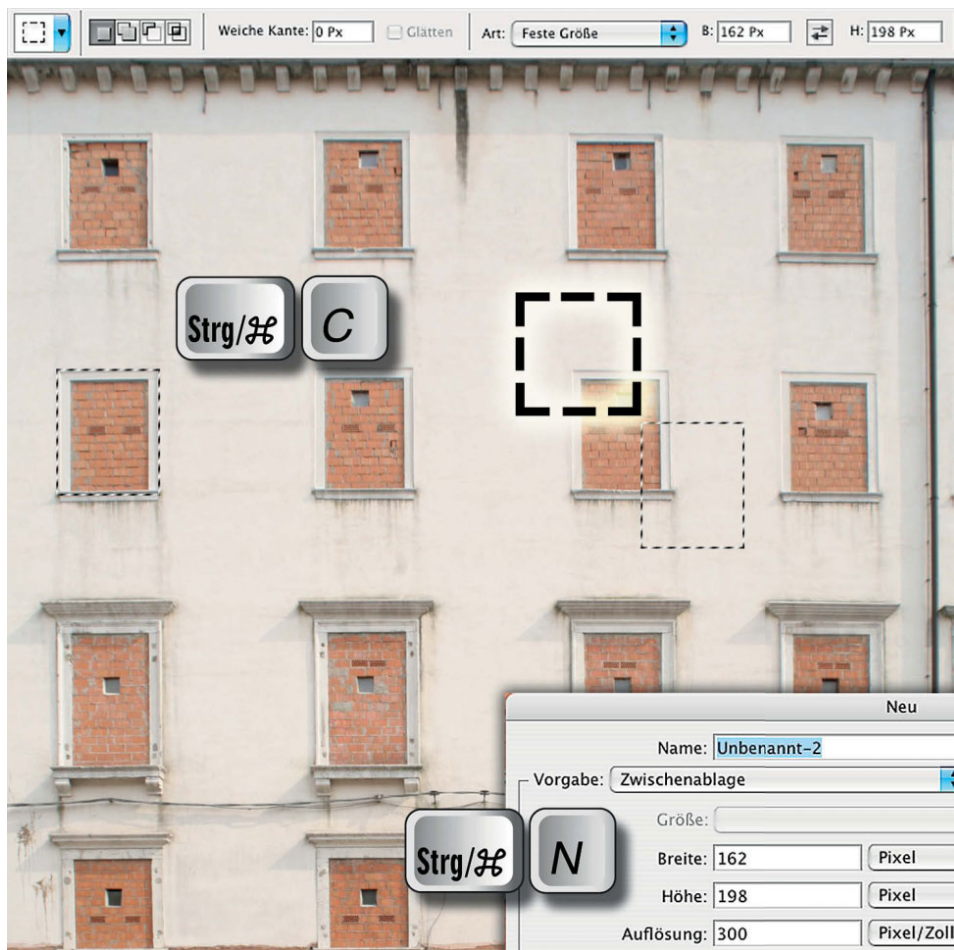 Weiche Kante: 0 Px Glätten Art: Feste Größe B: 162 Px H: 198 Px
Strg/⌘ C
Neu
Name: Unbenannt-2
Vorgabe: Zwischenablage
Größe:
Strg/⌘ N
Breite: 162 Pixel
Höhe: 198 Pixel
Auflösung: 300 Pixel/Zoll